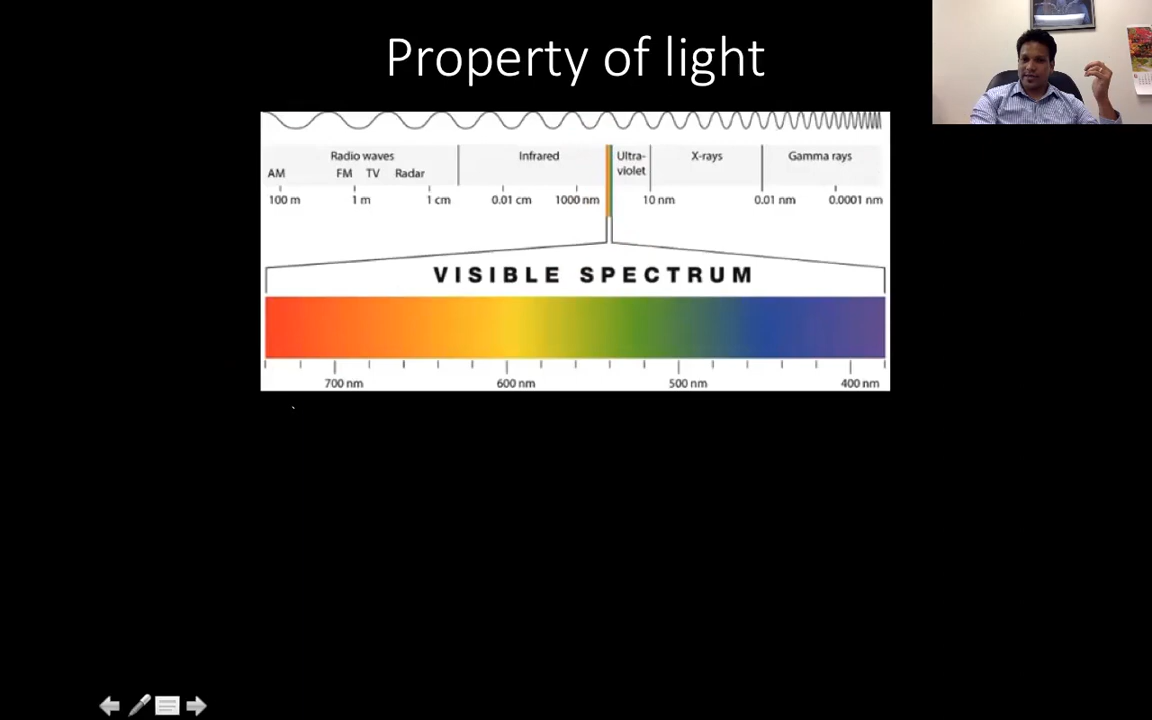 Property of light
Radio waves Infrared Ultra- X-rays Gamma rays
AM FM TV Radar violet
100 m 1 m 1 cm 0.01 cm 1000 nm 10 nm 0.01 nm 0.0001 nm
VISIBLE SPECTRUM
700 nm 600 nm 500 nm 400 nm